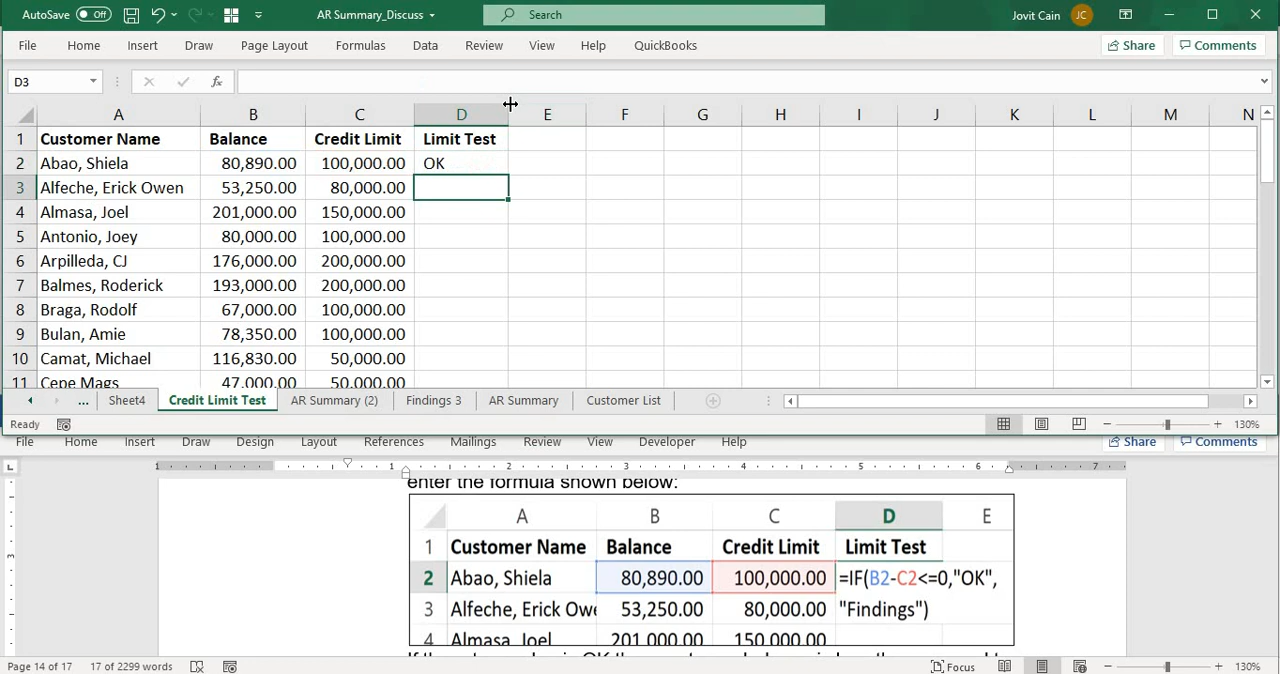 AutoSave Off AR Summary_Discuss Search Jovit Cain JC
File Home Insert Draw Page Layout Formulas Data Review View Help QuickBooks Share Comments
D3 fx
A B C D E F G H I J K L M N
1 Customer Name Balance Credit Limit Limit Test
2 Abao, Shiela 80,890.00 100,000.00 OK
3 Alfeche, Erick Owen 53,250.00 80,000.00
4 Almasa, Joel 201,000.00 150,000.00
5 Antonio, Joey 80,000.00 100,000.00
6 Arpilleda, CJ 176,000.00 200,000.00
7 Balmes, Roderick 193,000.00 200,000.00
8 Braga, Rodolf 67,000.00 100,000.00
9 Bulan, Amie 78,350.00 100,000.00
10 Camat, Michael 116,830.00 50,000.00
11 Cepe Mags 47,000.00 50,000.00
... Sheet4 Credit Limit Test AR Summary (2) Findings 3 AR Summary Customer List
Ready 130%
File Home Insert Draw Design Layout References Mailings Review View Developer Help Share Comments
1 1 2 3 4 5 6 7
enter the formula shown below:
A B C D E
1 Customer Name Balance Credit Limit Limit Test
2 Abao, Shiela 80,890.00 100,000.00 =IF(B2-C2<=0,"OK",
3 Alfeche, Erick Owe 53,250.00 80,000.00 "Findings")
4 Almasa, Joel 201,000.00 150,000.00
Page 14 of 17 17 of 2299 words Focus 130%